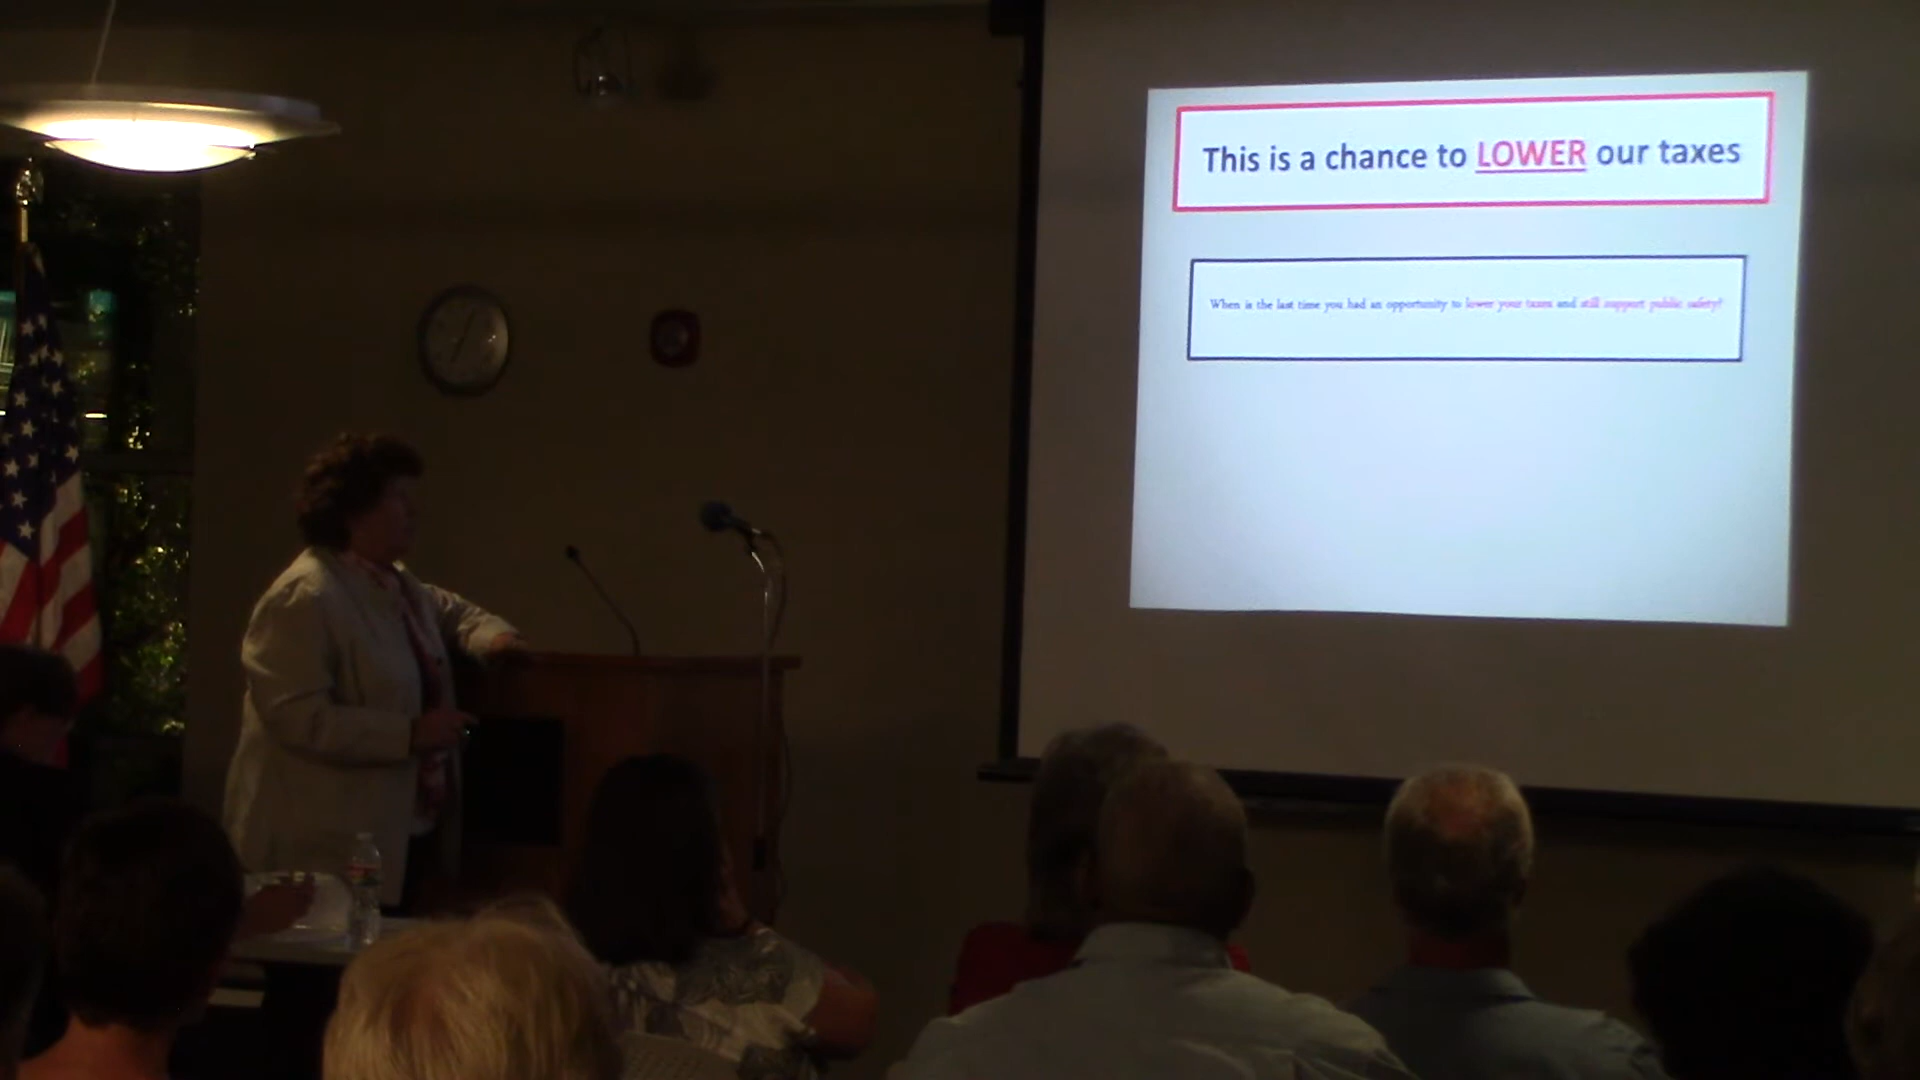 This is a chance to LOWER our taxes
When is the last time you had an opportunity to lower your taxes and still support public safety?